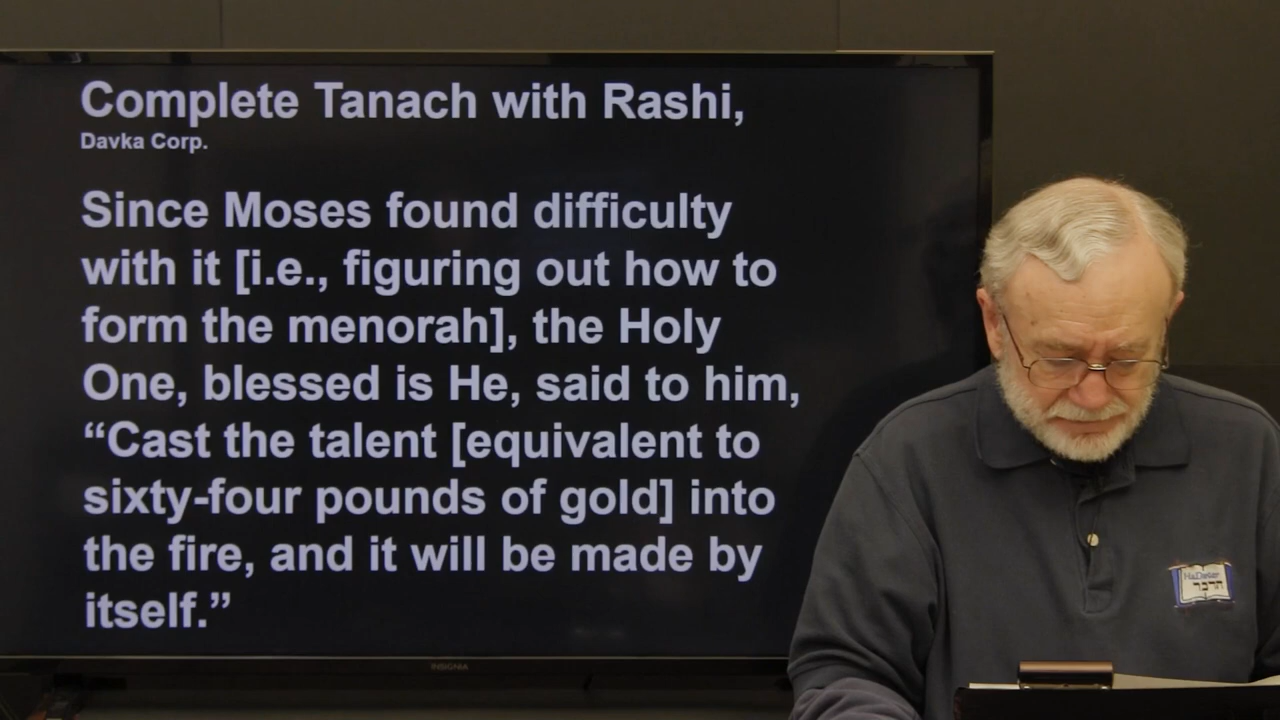 Complete Tanach with Rashi,
Davka Corp.
Since Moses found difficulty
with it [i.e., figuring out how to
form the menorah], the Holy
One, blessed is He, said to him,
“Cast the talent [equivalent to
sixty-four pounds of gold] into
the fire, and it will be made by
itself.”
INSIGNIA
HaDavar
הדבר